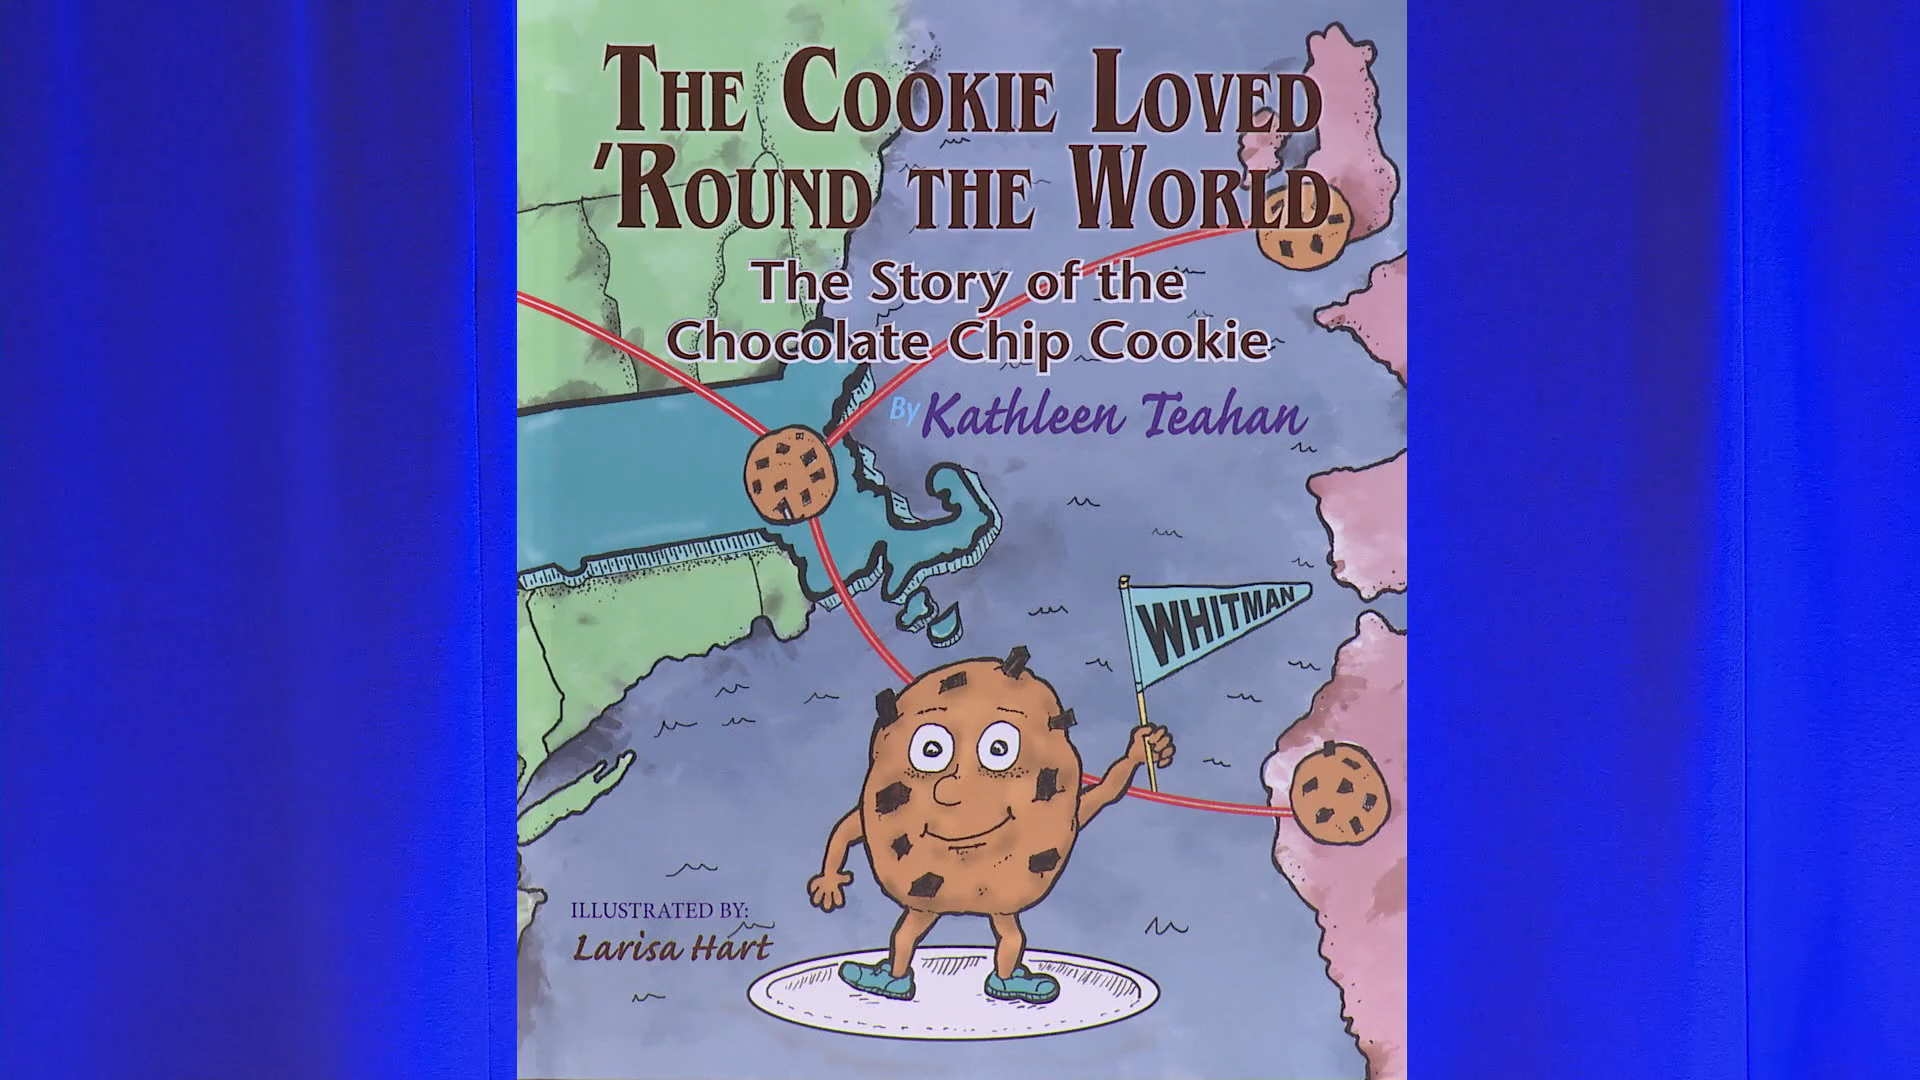 THE COOKIE LOVED
'ROUND THE WORLD
The Story of the
Chocolate Chip Cookie
By Kathleen Teahan
WHITMAN
ILLUSTRATED BY:
Larisa Hart